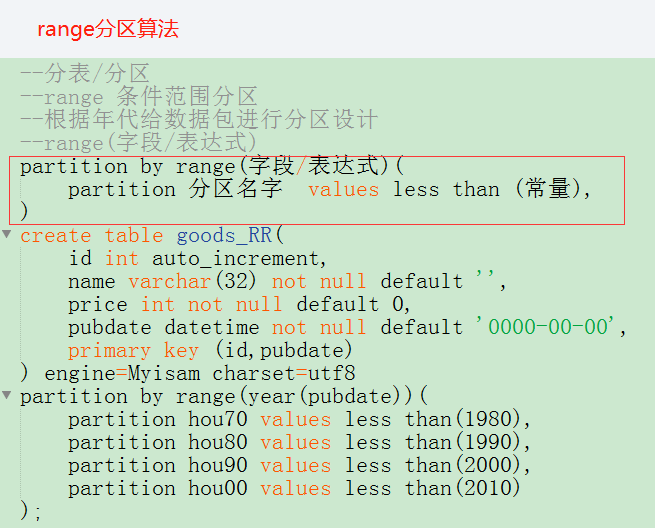 range分区算法
--分表/分区
--range 条件范围分区
--根据年代给数据包进行分区设计
--range(字段/表达式)
partition by range(字段/表达式)(
    partition 分区名字  values less than (常量),
)
create table goods_RR(
    id int auto_increment,
    name varchar(32) not null default '',
    price int not null default 0,
    pubdate datetime not null default '0000-00-00',
    primary key (id,pubdate)
) engine=Myisam charset=utf8
partition by range(year(pubdate))(
    partition hou70 values less than(1980),
    partition hou80 values less than(1990),
    partition hou90 values less than(2000),
    partition hou00 values less than(2010)
);